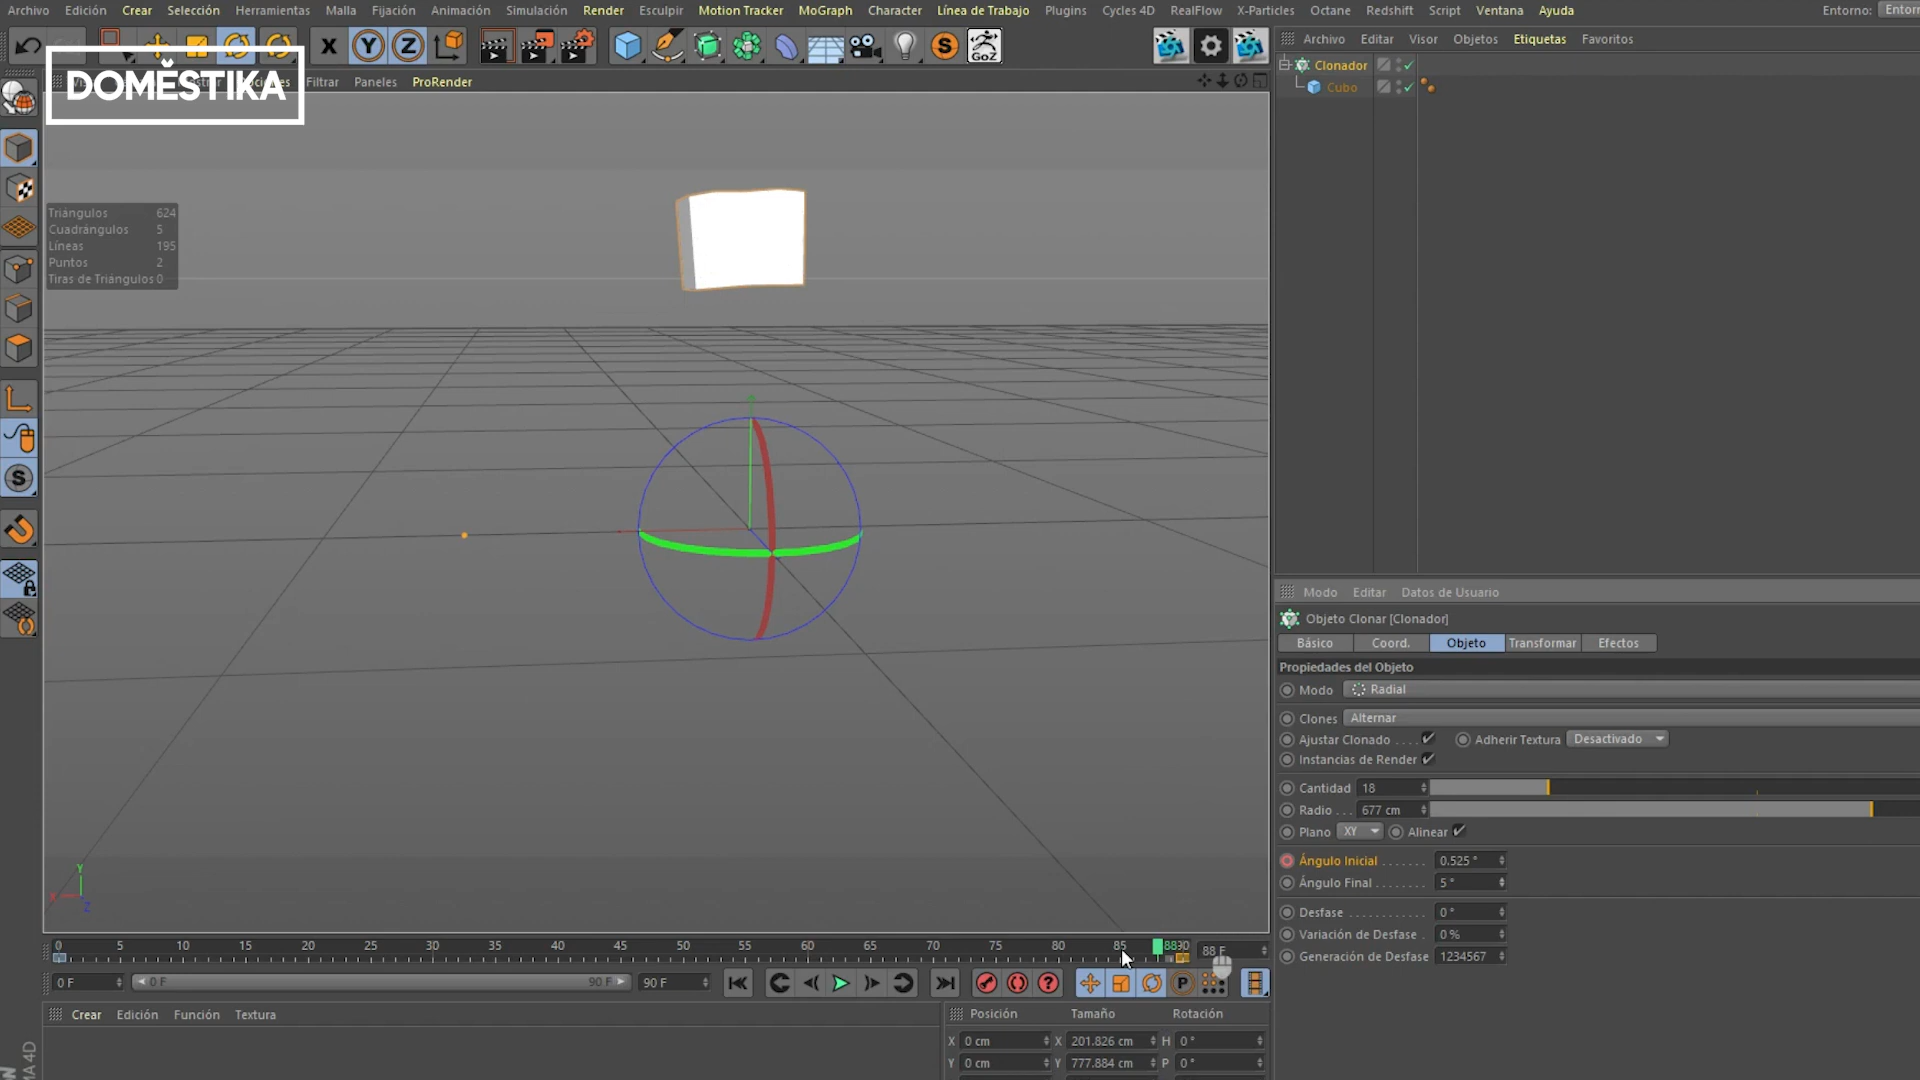 Archivo Edición Crear Selección Herramientas Malla Fijación Animación Simulación Render Esculpir Motion Tracker MoGraph Character Línea de Trabajo Plugins Cycles 4D RealFlow X-Particles Octane Redshift Script Ventana Ayuda Entorno:
X Y Z S GOZ
Archivo Editar Visor Objetos Etiquetas Favoritos
DOMESTIKA
Filtrar Paneles ProRender
Clonador
Cubo
Triángulos 624
Cuadrángulos 5
Líneas 195
Puntos 2
Tiras de Triángulos 0
S
Y
X
Z
Modo Editar Datos de Usuario
Objeto Clonar [Clonador]
Básico Coord. Objeto Transformar Efectos
Propiedades del Objeto
Modo Radial
Clones Alternar
Ajustar Clonado .... Adherir Textura Desactivado
Instancias de Render
Cantidad 18
Radio ... 677 cm
Plano XY Alinear
Ángulo Inicial ....... 0.525 °
Ángulo Final ........ 5 °
Desfase ............ 0 °
Variación de Desfase . 0 %
Generación de Desfase 1234567
0 5 10 15 20 25 30 35 40 45 50 55 60 65 70 75 80 85 88 90 88 F
0 F 0 F 90 F 90 F P
Crear Edición Función Textura
Posición Tamaño Rotación
X 0 cm X 201.826 cm H 0 °
Y 0 cm Y 777.884 cm P 0 °